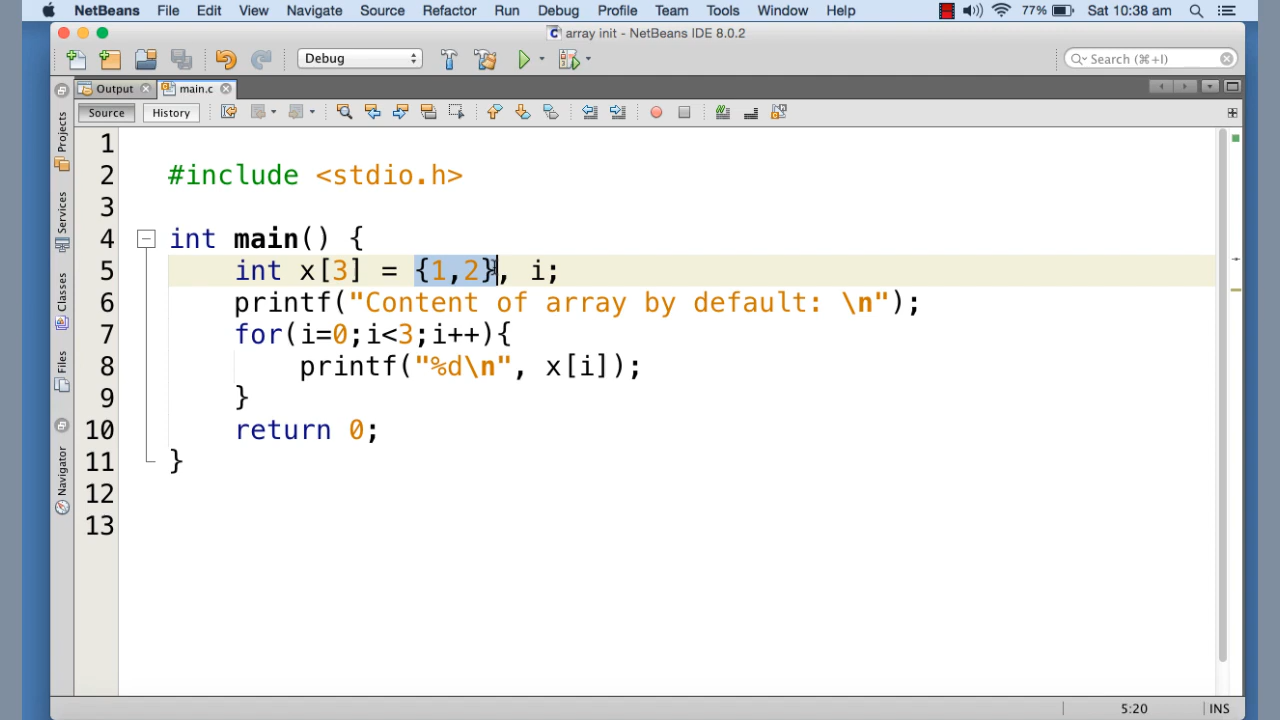 NetBeans File Edit View Navigate Source Refactor Run Debug Profile Team Tools Window Help 77% Sat 10:38 am
array init - NetBeans IDE 8.0.2
Debug Search (⌘+I)
Output main.c
Source History
Projects
Services
Classes
Files
Navigator
1
2 #include <stdio.h>
3
4 int main() {
5 int x[3] = {1,2}, i;
6 printf("Content of array by default: \n");
7 for(i=0;i<3;i++){
8 printf("%d\n", x[i]);
9 }
10 return 0;
11 }
12
13
5:20 INS